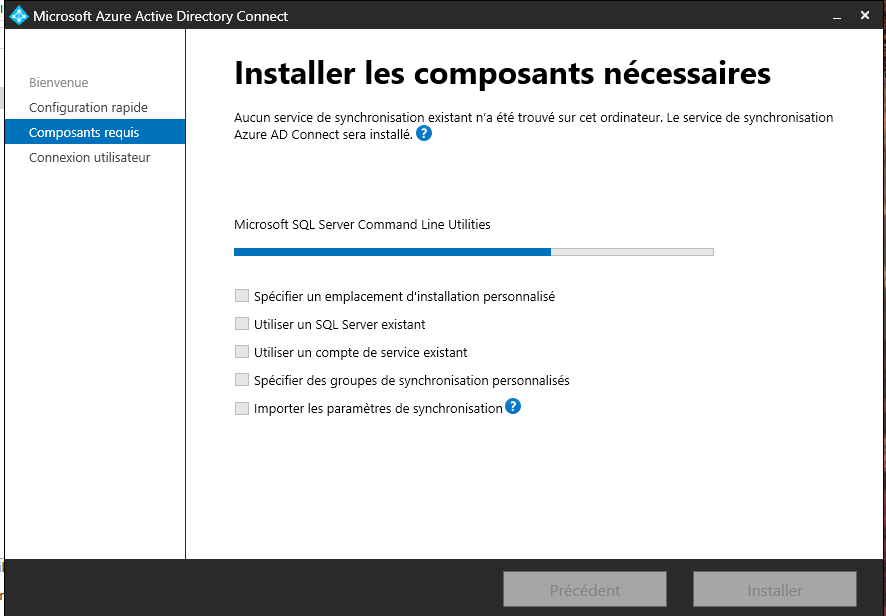 Microsoft Azure Active Directory Connect
Bienvenue
Configuration rapide
Composants requis
Connexion utilisateur
Installer les composants nécessaires
Aucun service de synchronisation existant n'a été trouvé sur cet ordinateur. Le service de synchronisation
Azure AD Connect sera installé. ?
Microsoft SQL Server Command Line Utilities
Spécifier un emplacement d'installation personnalisé
Utiliser un SQL Server existant
Utiliser un compte de service existant
Spécifier des groupes de synchronisation personnalisés
Importer les paramètres de synchronisation ?
Précédent
Installer